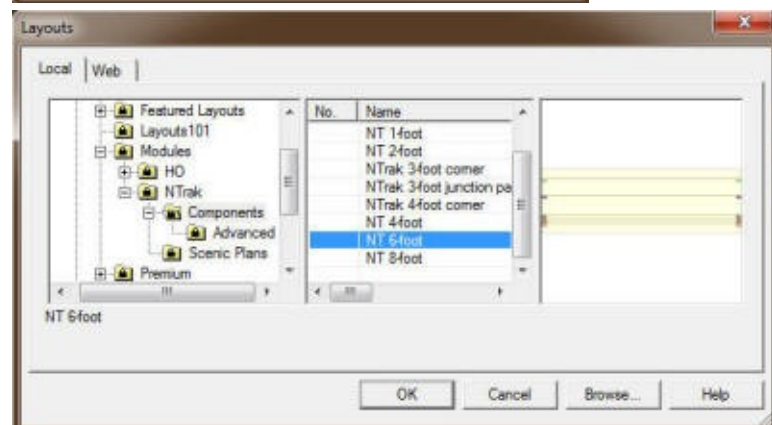 Layouts
Local
Web
Featured Layouts
Layouts101
Modules
HO
NTrak
Components
Advanced
Scenic Plans
Premium
No.
Name
NT 1-foot
NT 2-foot
NTrak 3-foot corner
NTrak 3-foot junction pa
NTrak 4-foot corner
NT 4-foot
NT 6-foot
NT 8-foot
NT 6-foot
OK
Cancel
Browse...
Help